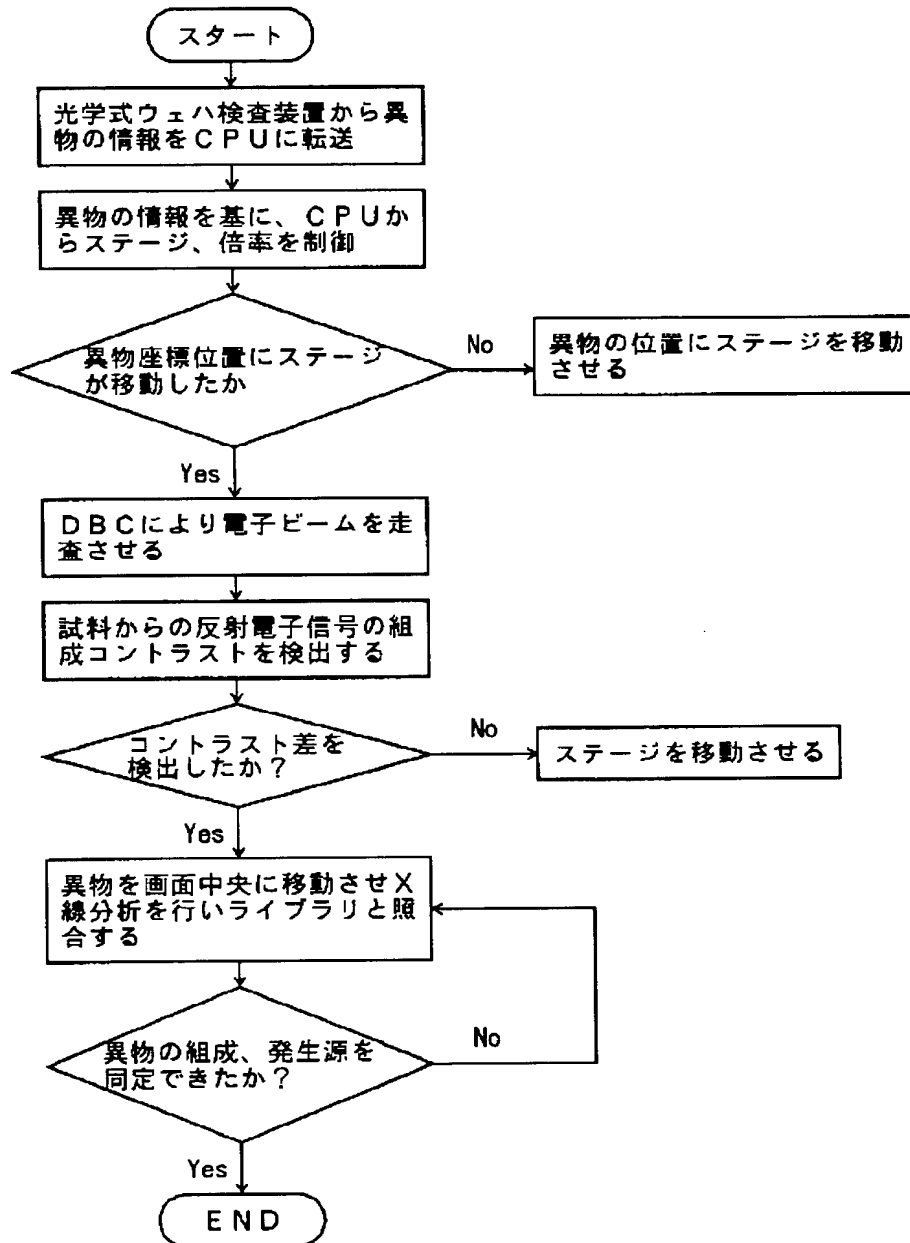 スタート
光学式ウェハ検査装置から異
物の情報をCPUに転送
異物の情報を基に、CPUか
らステージ、倍率を制御
異物座標位置にステージ
が移動したか
No
異物の位置にステージを移動
させる
Yes
DBCにより電子ビームを走
査させる
試料からの反射電子信号の組
成コントラストを検出する
コントラスト差を
検出したか?
No
ステージを移動させる
Yes
異物を画面中央に移動させX
線分析を行いライブラリと照
合する
異物の組成、発生源を
同定できたか?
No
Yes
END